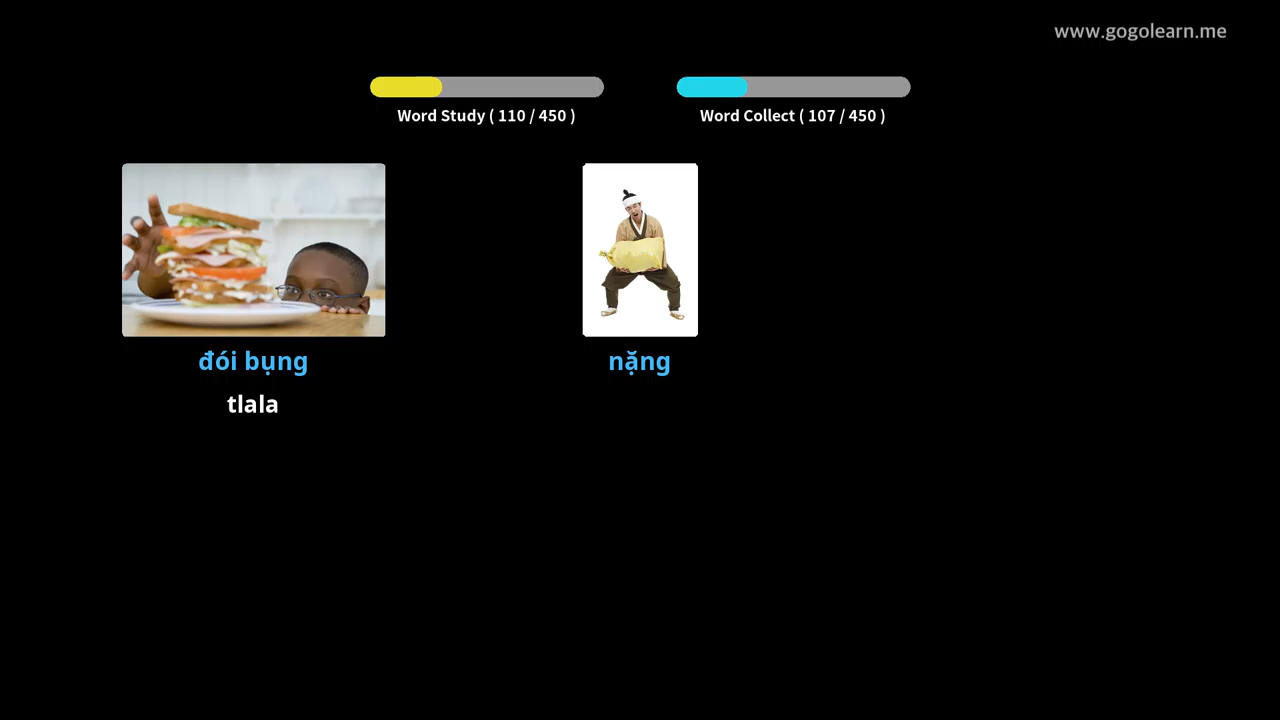 www.gogolearn.me
Word Study ( 110 / 450 )
Word Collect ( 107 / 450 )
đói bụng
tlala
nặng